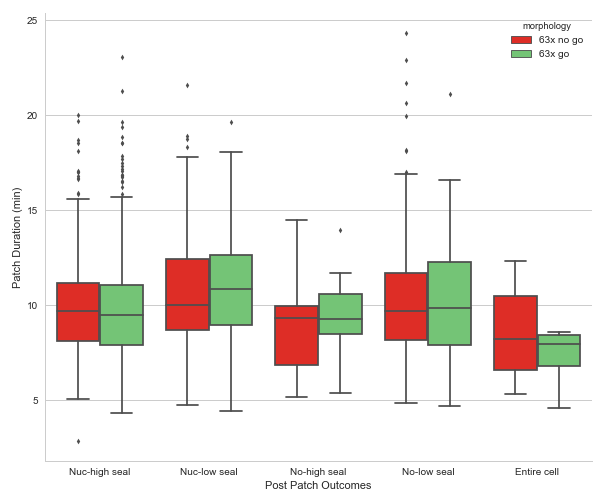 25
20
15
10
5
Patch Duration (min)
morphology
63x no go
63x go
Nuc-high seal
Nuc-low seal
No-high seal
No-low seal
Entire cell
Post Patch Outcomes